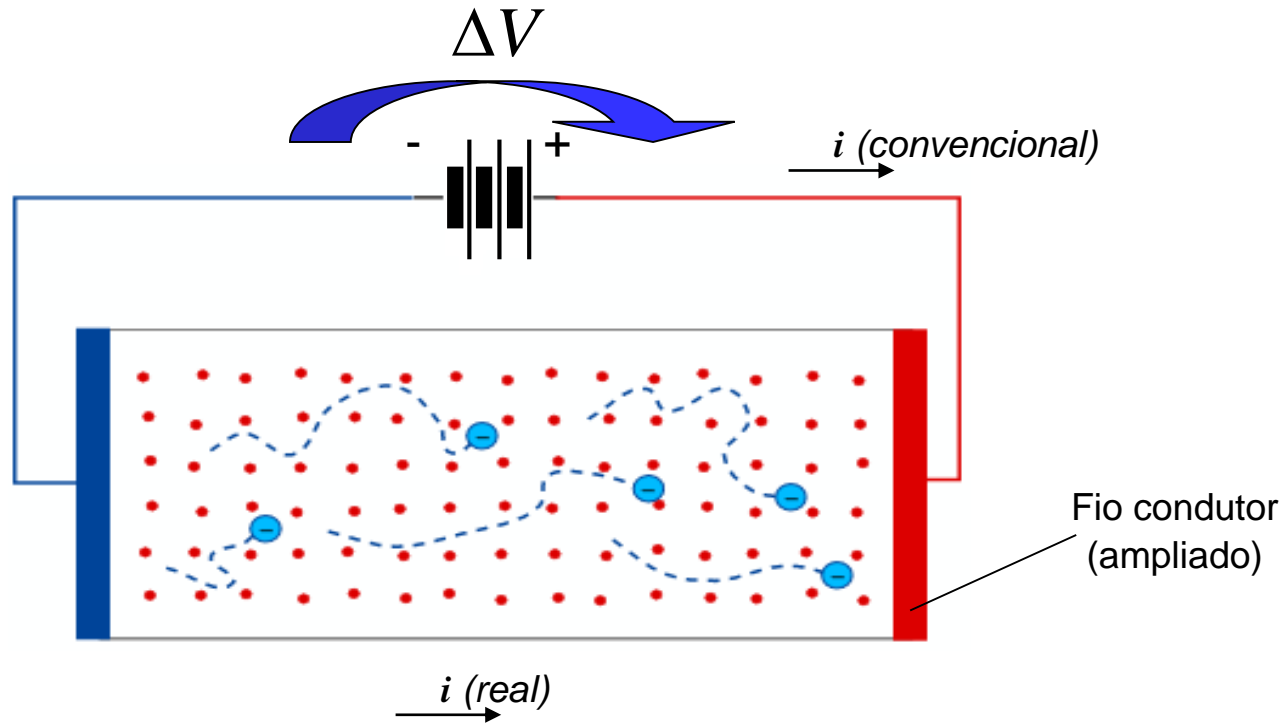 ΔV
- +
i (convencional)
Fio condutor
(ampliado)
i (real)